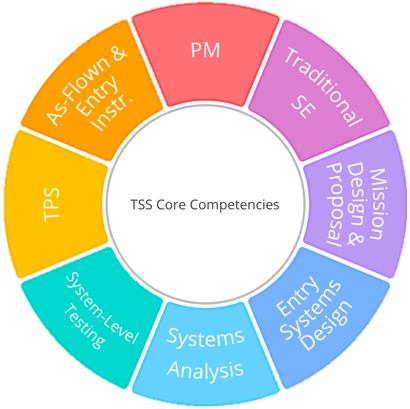 PM
Traditional
SE
Mission
Design &
Proposal
Entry
Systems
Design
Systems
Analysis
System-Level
Testing
TPS
As-Flown &
Entry
Instr.
TSS Core Competencies